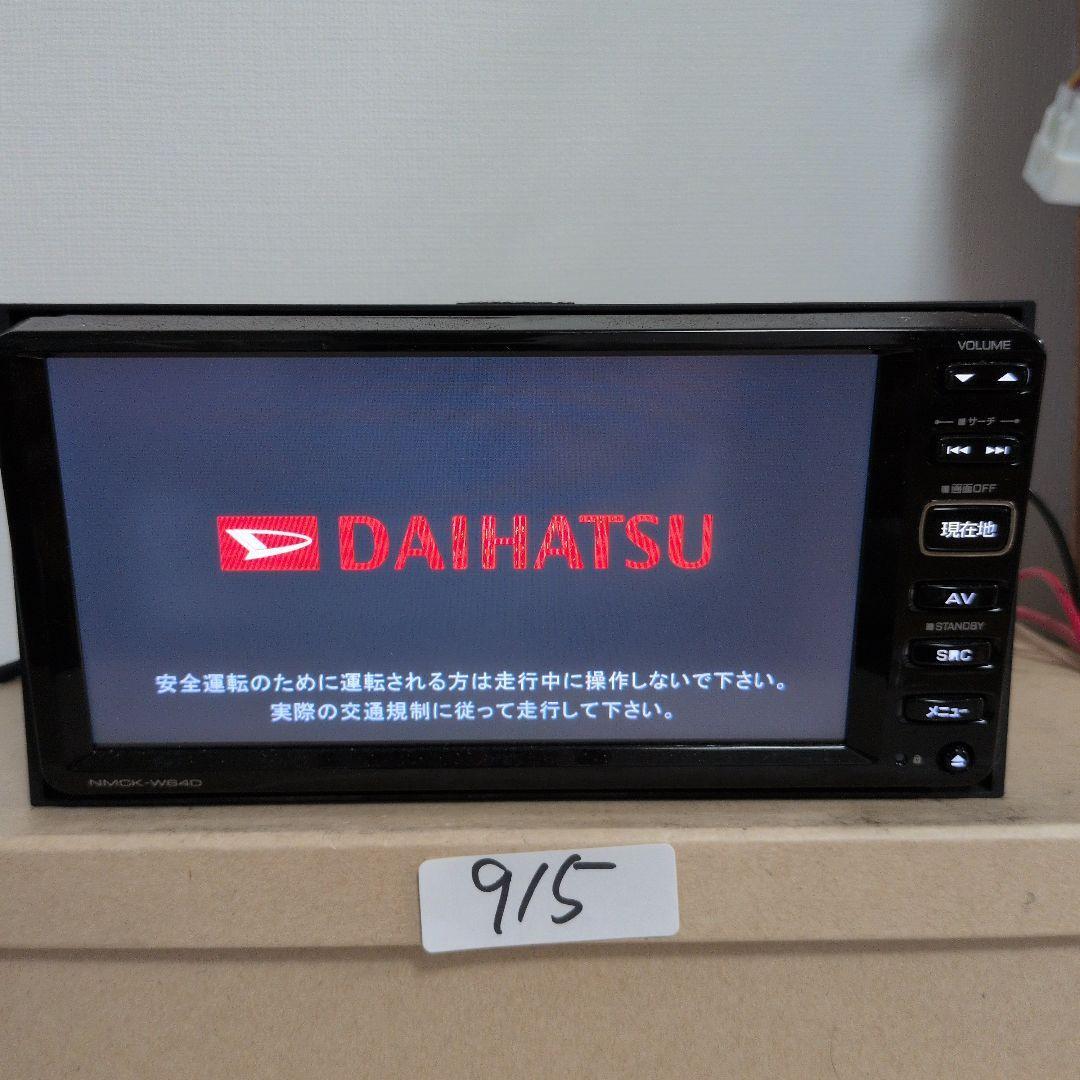 VOLUME
サーチ
画面OFF
現在地
AV
STANDBY
SRC
メニュー
DAIHATSU
安全運転のために運転される方は走行中に操作しないで下さい。
実際の交通規制に従って走行して下さい。
NMCK-W64D
915